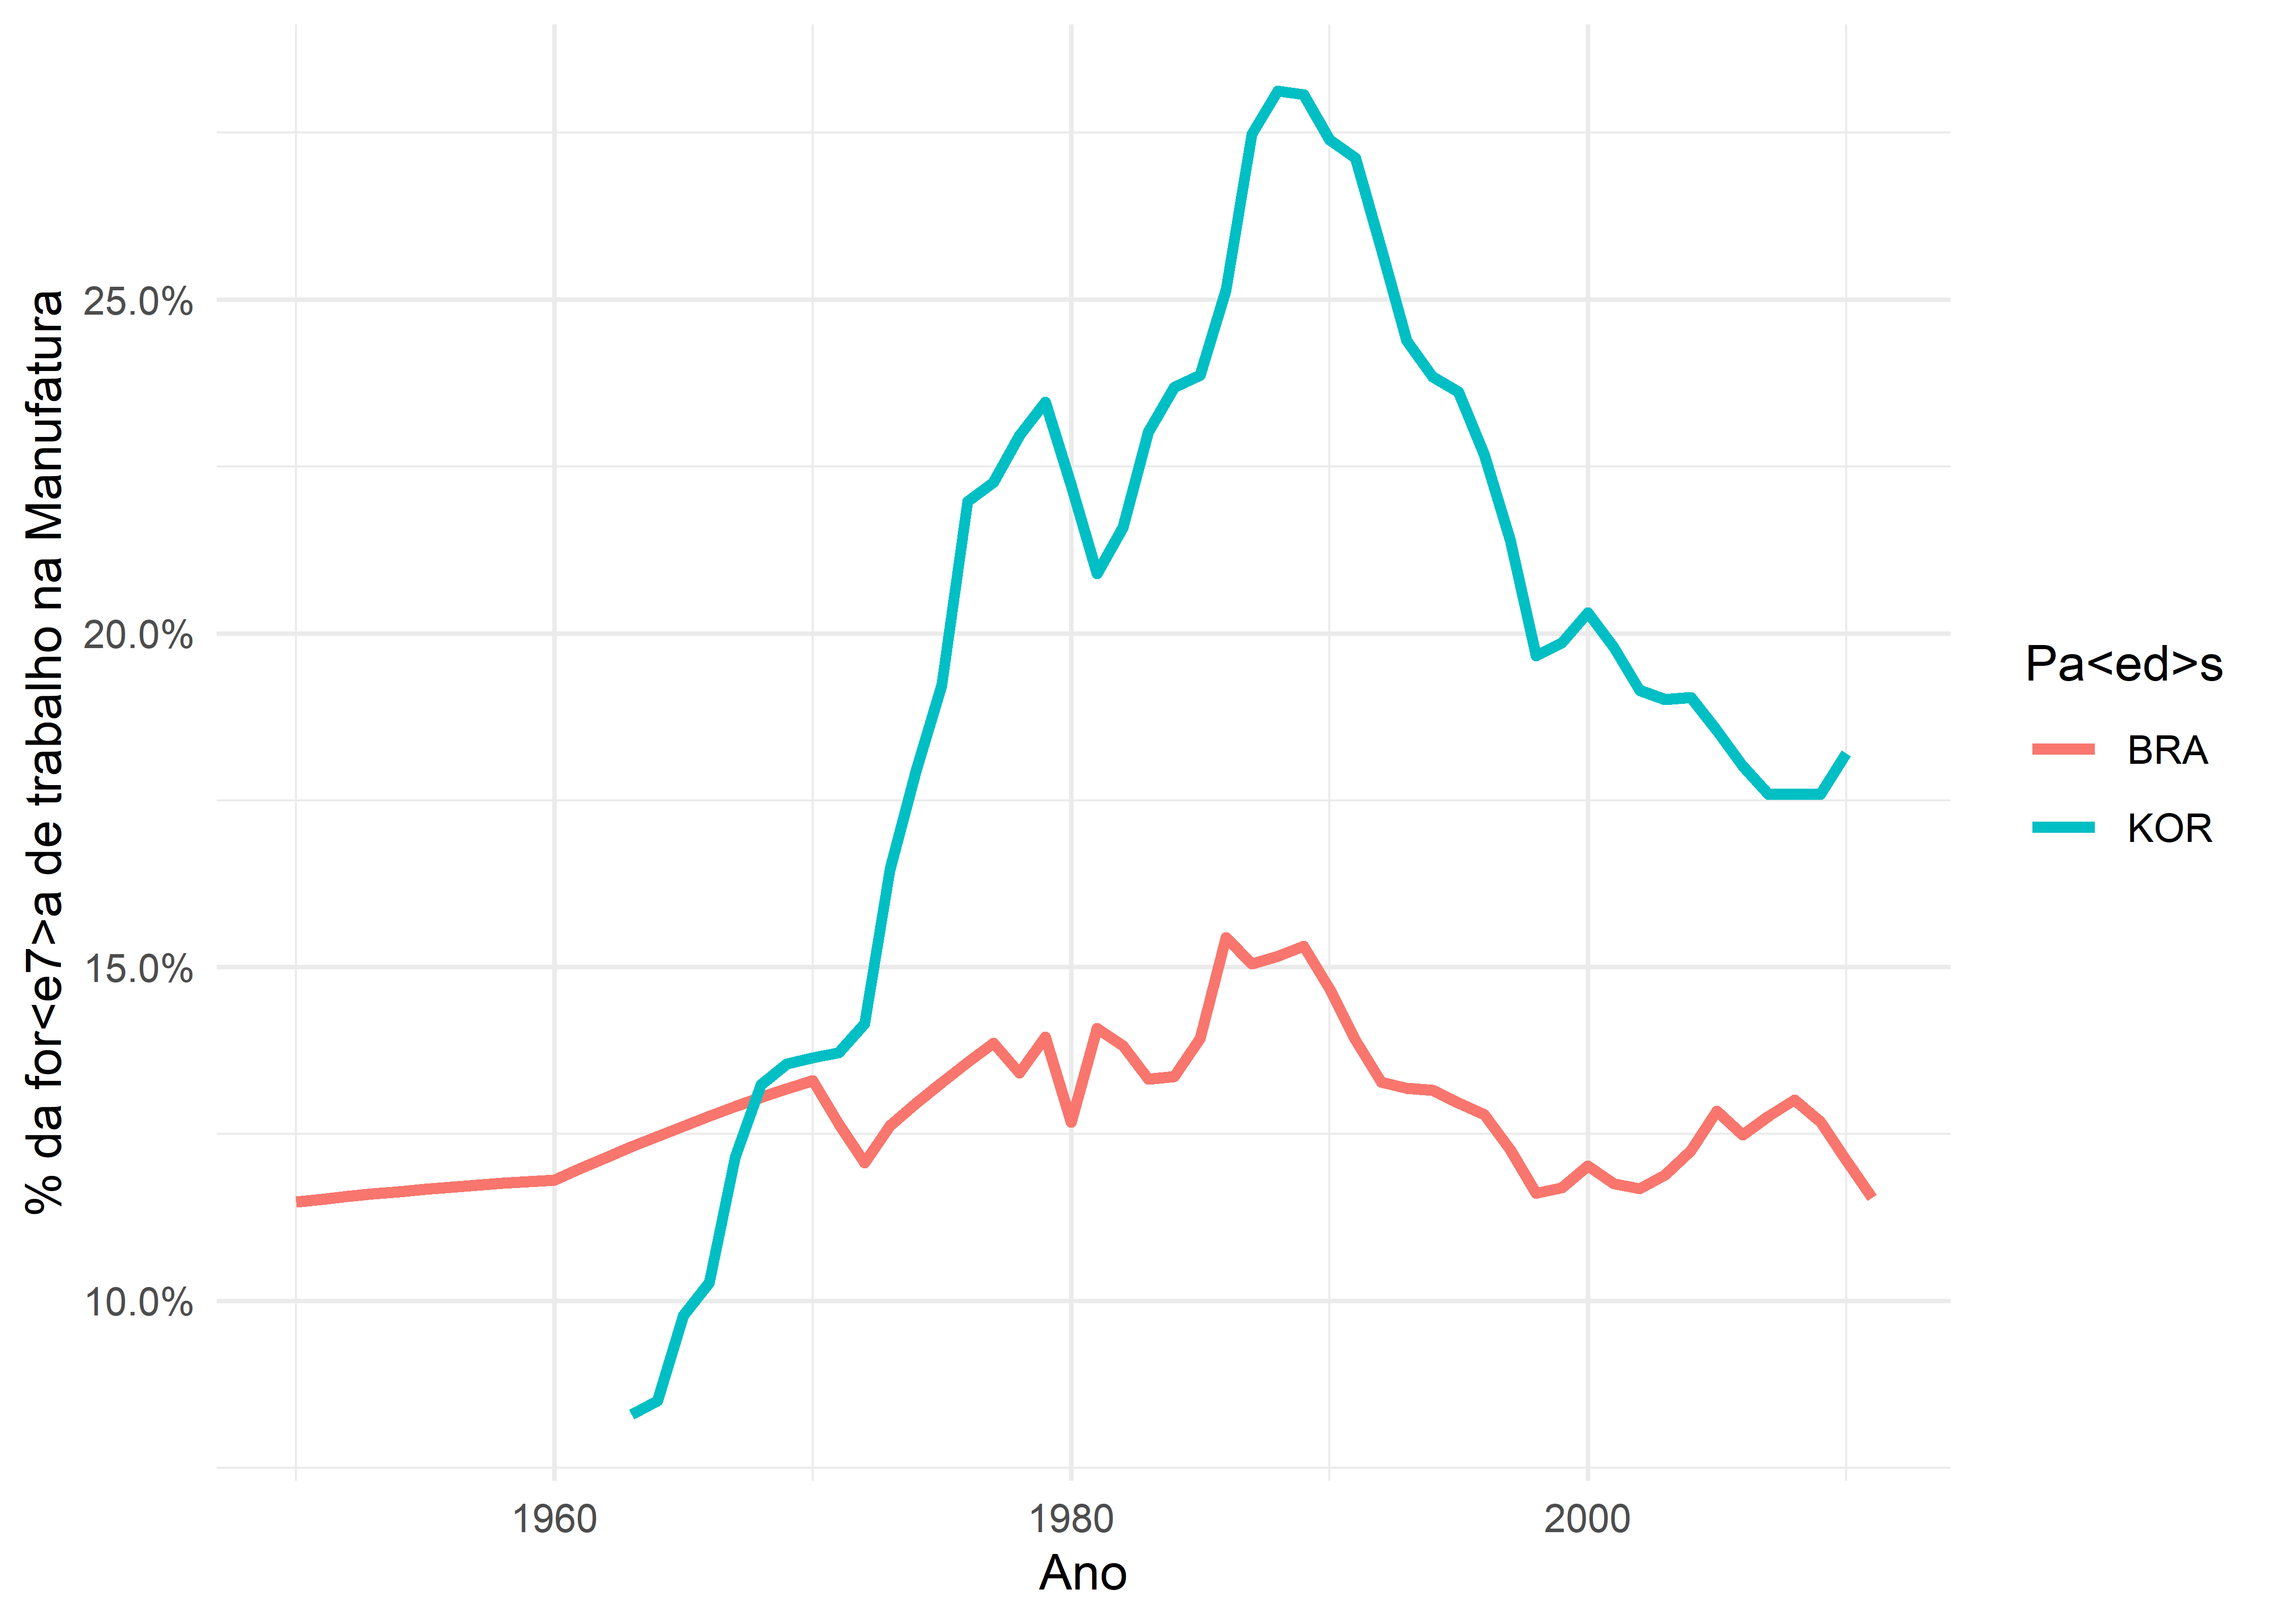 % da for<e7>a de trabalho na Manufatura
25.0%
20.0%
15.0%
10.0%
1960
1980
2000
Ano
Pa<ed>s
BRA
KOR